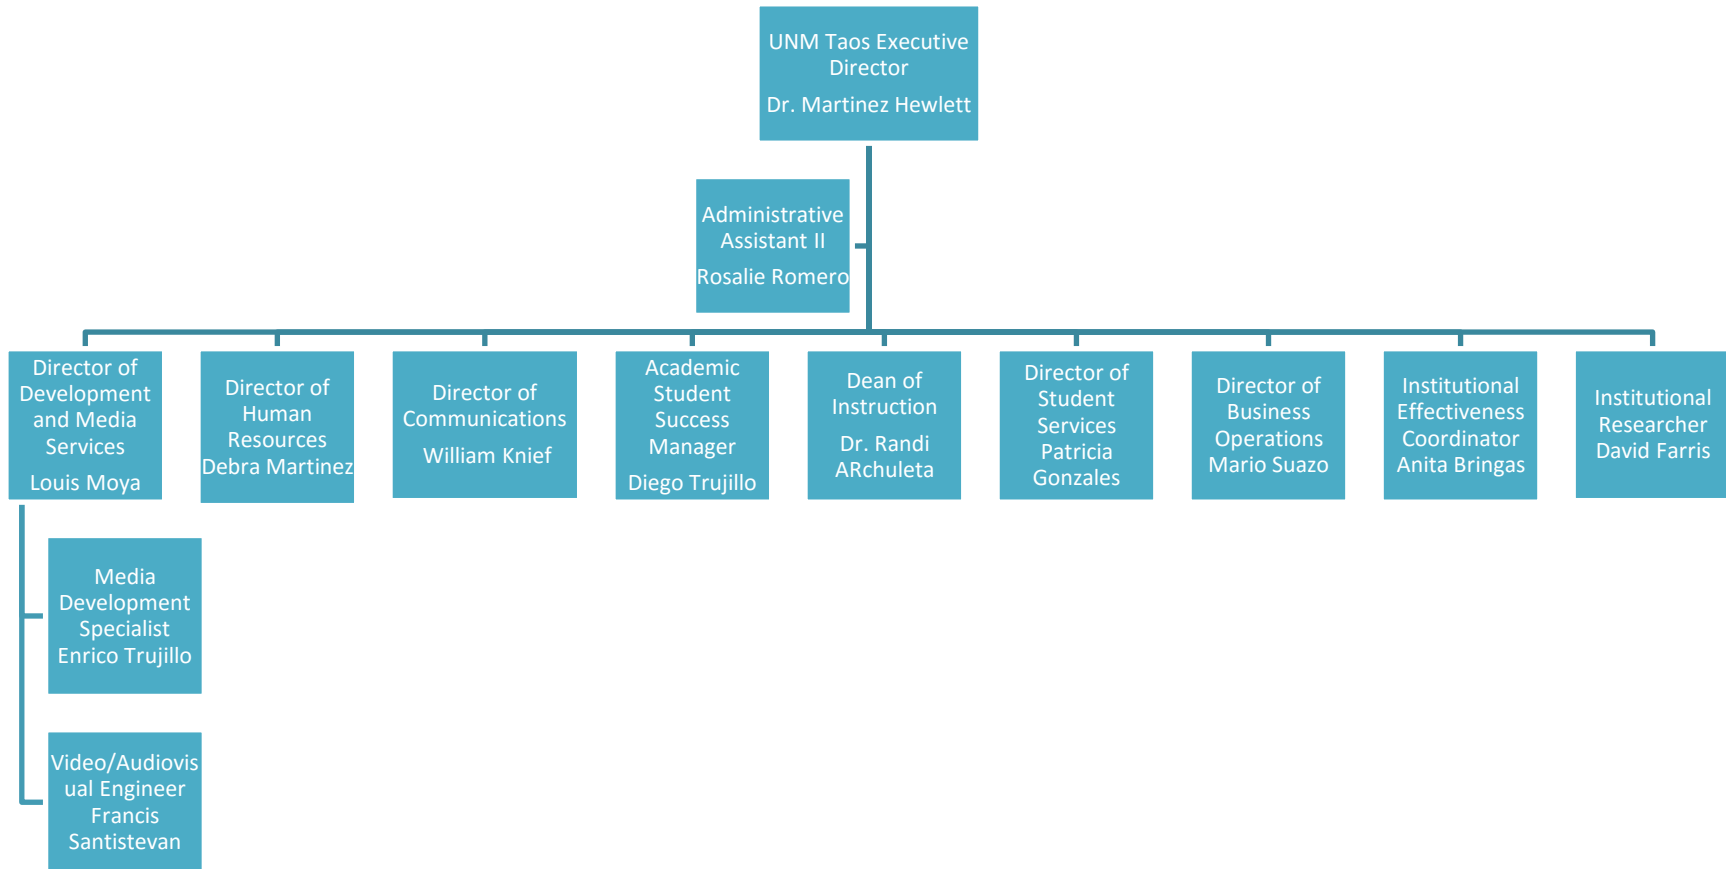 UNM Taos Executive
Director
Dr. Martinez Hewlett
Administrative
Assistant II
Rosalie Romero
Director of
Development
and Media
Services
Louis Moya
Director of
Human
Resources
Debra Martinez
Director of
Communications
William Knief
Academic
Student
Success
Manager
Diego Trujillo
Dean of
Instruction
Dr. Randi
ARchuleta
Director of
Student
Services
Patricia
Gonzales
Director of
Business
Operations
Mario Suazo
Institutional
Effectiveness
Coordinator
Anita Bringas
Institutional
Researcher
David Farris
Media
Development
Specialist
Enrico Trujillo
Video/Audiovis
ual Engineer
Francis
Santistevan